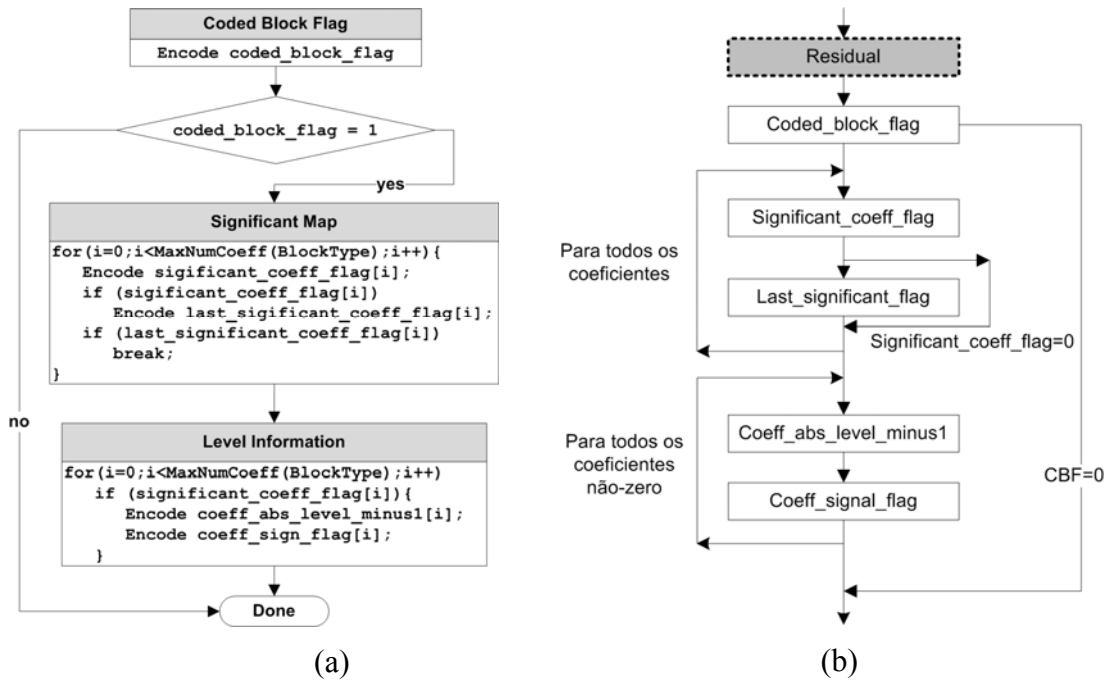 Coded Block Flag
Encode coded_block_flag
coded_block_flag = 1
yes
Significant Map
for(i=0;i<MaxNumCoeff(BlockType);i++){
Encode sigificant_coeff_flag[i];
if (sigificant_coeff_flag[i])
Encode last_sigificant_coeff_flag[i];
if (last_significant_coeff_flag[i])
break;
}
no
Level Information
for(i=0;i<MaxNumCoeff(BlockType);i++)
if (significant_coeff_flag[i]){
Encode coeff_abs_level_minus1[i];
Encode coeff_sign_flag[i];
}
Done
(a)
Residual
Coded_block_flag
Significant_coeff_flag
Para todos os
coeficientes
Last_significant_flag
Significant_coeff_flag=0
Coeff_abs_level_minus1
Para todos os
coeficientes
não-zero
Coeff_signal_flag
CBF=0
(b)